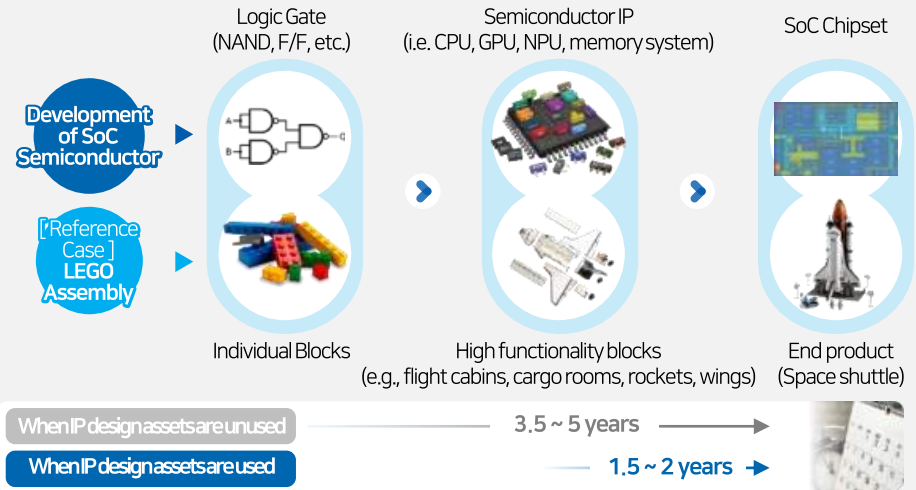 Logic Gate
(NAND, F/F, etc.)
Semiconductor IP
(i.e. CPU, GPU, NPU, memory system)
SoC Chipset
Development
of SoC
Semiconductor
A
B
Q
[Reference
Case ]
LEGO
Assembly
Individual Blocks
High functionality blocks
(e.g., flight cabins, cargo rooms, rockets, wings)
End product
(Space shuttle)
When IP design assets are unused
3.5 ~ 5 years
When IP design assets are used
1.5 ~ 2 years